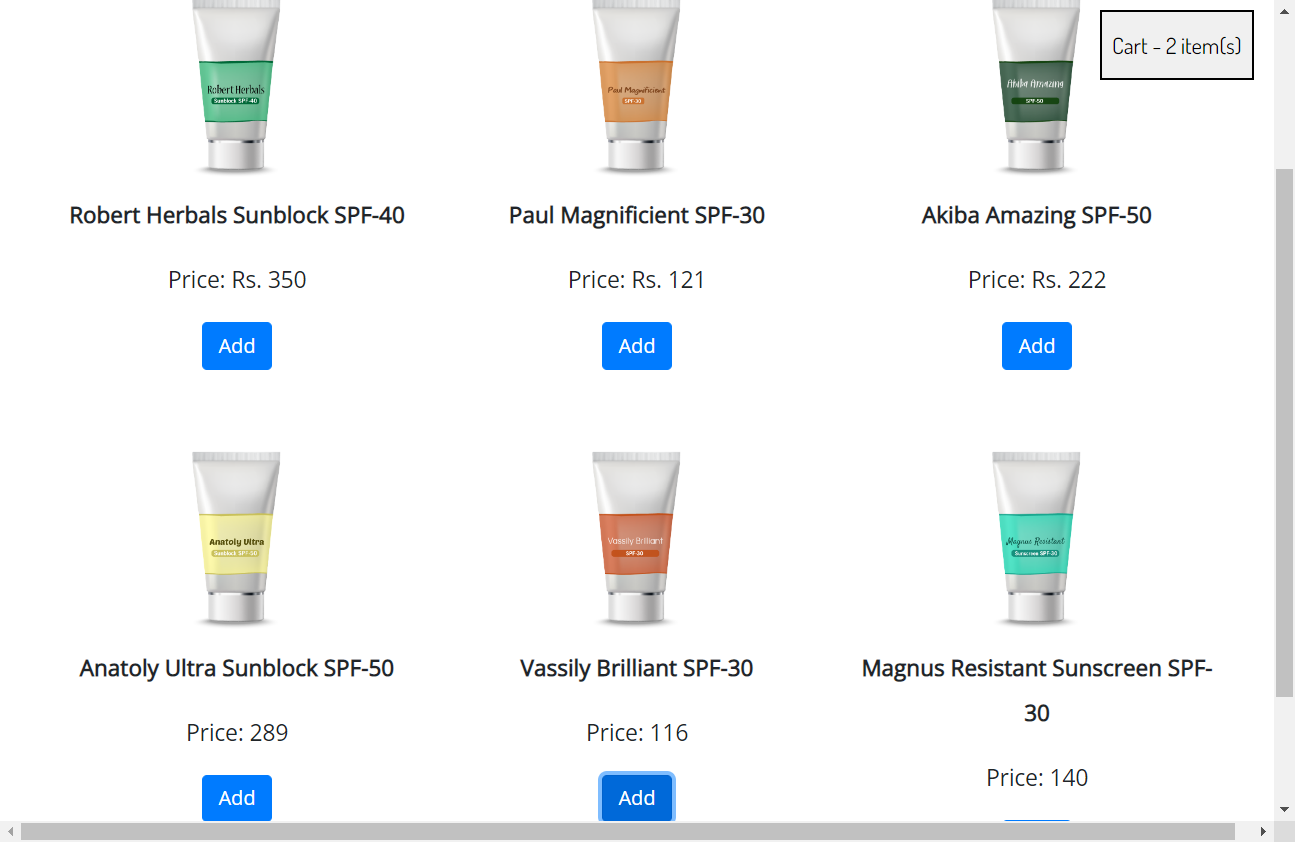 Cart - 2 item(s)
Robert Herbals
Sunblock SPF-40
Paul Magnificient
SPF-30
Akiba Amazing
SPF-50
Robert Herbals Sunblock SPF-40
Paul Magnificient SPF-30
Akiba Amazing SPF-50
Price: Rs. 350
Price: Rs. 121
Price: Rs. 222
Add
Add
Add
Anatoly Ultra
Sunblock SPF-50
Vassily Brilliant
SPF-30
Magnus Resistant
Sunscreen SPF-30
Anatoly Ultra Sunblock SPF-50
Vassily Brilliant SPF-30
Magnus Resistant Sunscreen SPF-
30
Price: 289
Price: 116
Price: 140
Add
Add